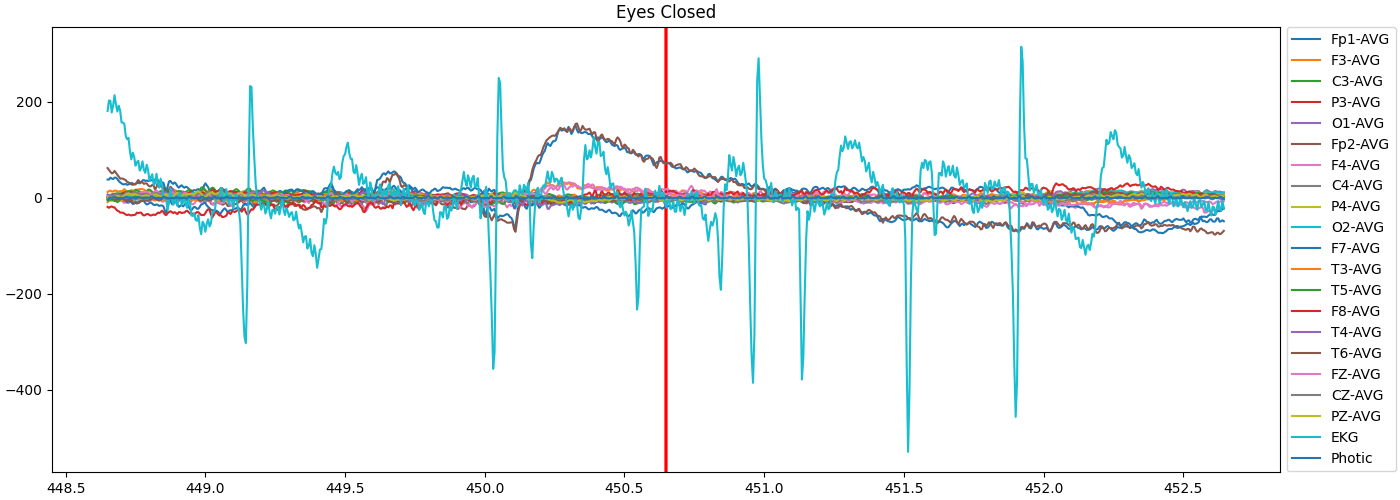 Eyes Closed
200
0
−200
−400
448.5 449.0 449.5 450.0 450.5 451.0 451.5 452.0 452.5
Fp1-AVG
F3-AVG
C3-AVG
P3-AVG
O1-AVG
Fp2-AVG
F4-AVG
C4-AVG
P4-AVG
O2-AVG
F7-AVG
T3-AVG
T5-AVG
F8-AVG
T4-AVG
T6-AVG
FZ-AVG
CZ-AVG
PZ-AVG
EKG
Photic